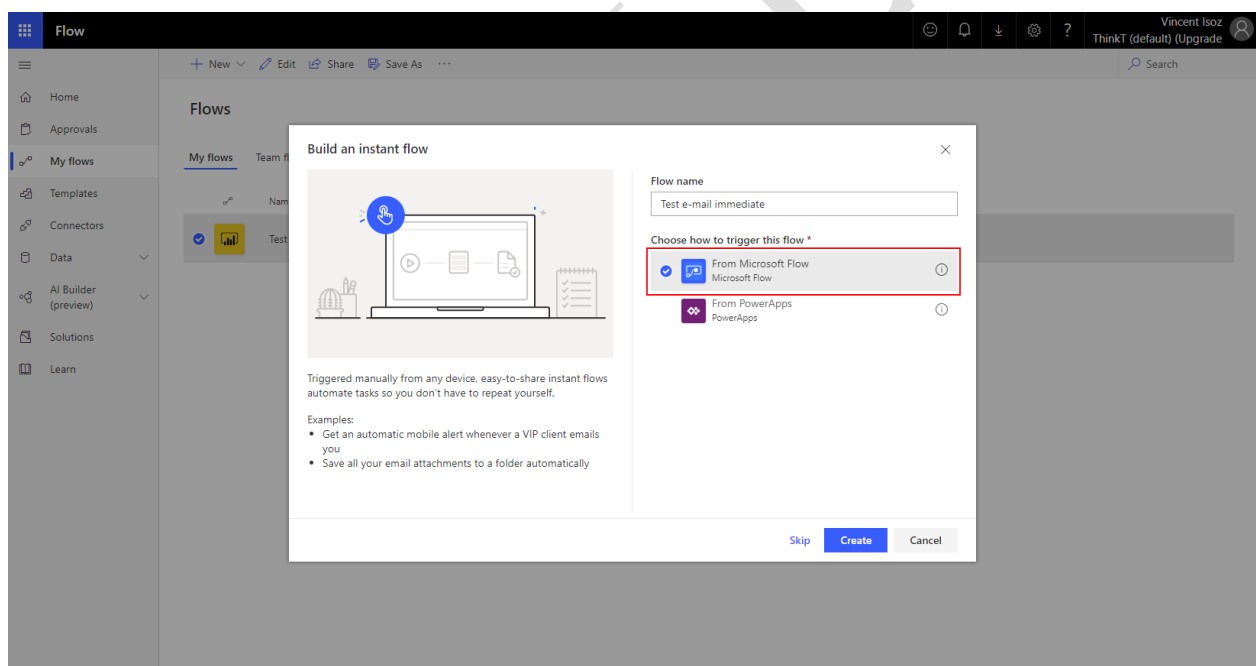 Flow
?
Vincent Isoz
ThinkT (default) (Upgrade
New
Edit
Share
Save As
...
Search
Home
Approvals
My flows
Templates
Connectors
Data
AI Builder
(preview)
Solutions
Learn
Flows
My flows
Team fl
Nam
Test
Build an instant flow
Triggered manually from any device, easy-to-share instant flows
automate tasks so you don't have to repeat yourself.
Examples:
• Get an automatic mobile alert whenever a VIP client emails
you
• Save all your email attachments to a folder automatically
Flow name
Test e-mail immediate
Choose how to trigger this flow *
From Microsoft Flow
Microsoft Flow
From PowerApps
PowerApps
Skip
Create
Cancel